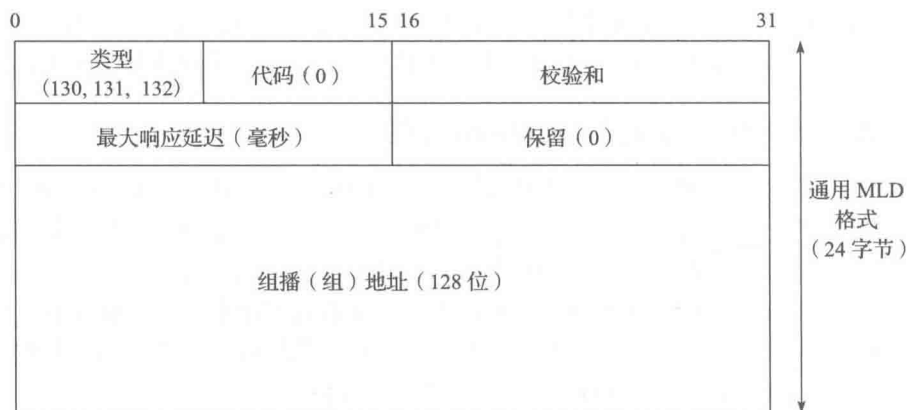 0 15 16 31
类型
(130, 131, 132)
代码（0）
校验和
最大响应延迟（毫秒）
保留（0）
组播（组）地址（128 位）
通用 MLD
格式
（24 字节）